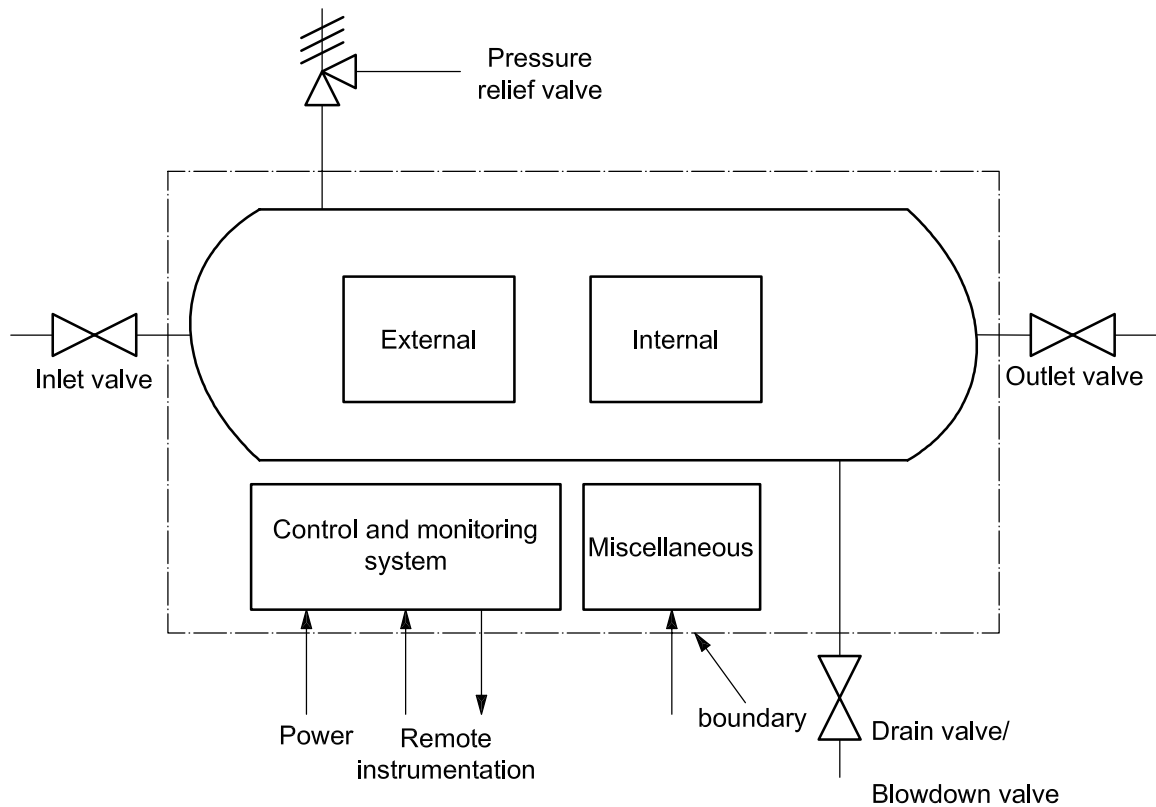 Pressure
relief valve
External
Internal
Inlet valve
Outlet valve
Control and monitoring
system
Miscellaneous
Power
Remote
instrumentation
boundary
Drain valve/
Blowdown valve